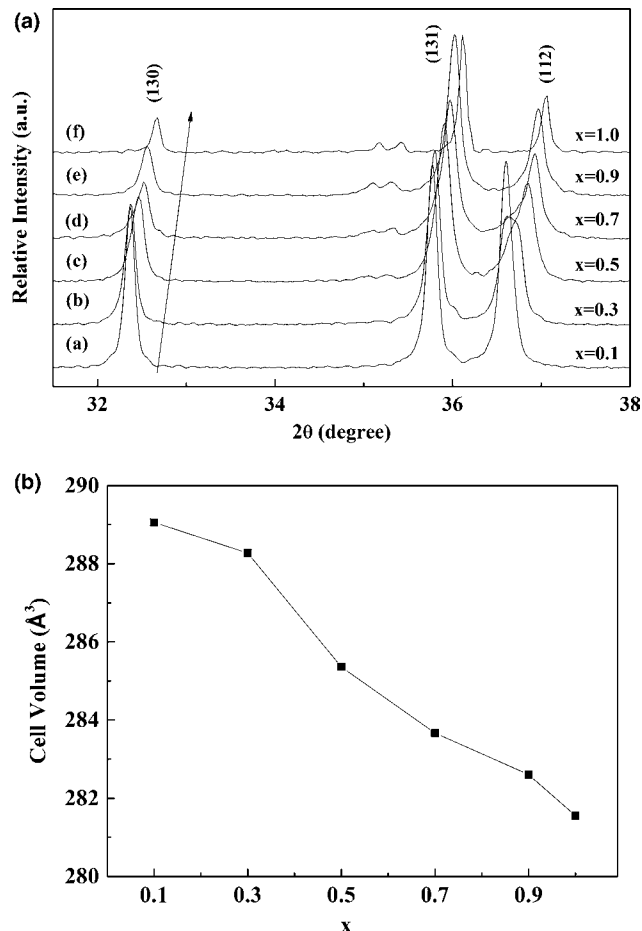 (a)
(130)
(131)
(112)
(f)
x=1.0
(e)
x=0.9
(d)
x=0.7
(c)
x=0.5
(b)
x=0.3
(a)
x=0.1
Relative Intensity (a.u.)
32
34
36
38
2θ (degree)
(b)
290
288
286
284
282
280
Cell Volume (Å³)
0.1
0.3
0.5
0.7
0.9
x